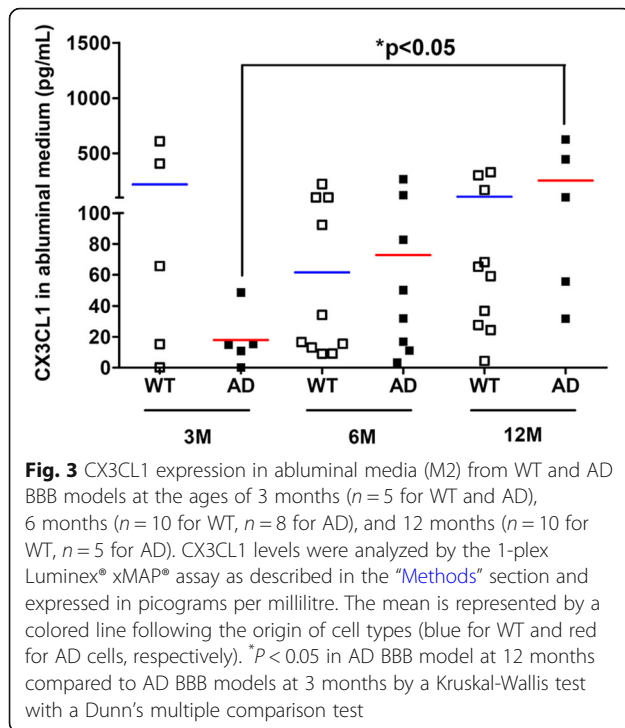 *p<0.05
CX3CL1 in abluminal medium (pg/mL)
1500
1000
500
100
80
60
40
20
0
WT AD WT AD WT AD
3M 6M 12M
Fig. 3 CX3CL1 expression in abluminal media (M2) from WT and AD
BBB models at the ages of 3 months (n = 5 for WT and AD),
6 months (n = 10 for WT, n = 8 for AD), and 12 months (n = 10 for
WT, n = 5 for AD). CX3CL1 levels were analyzed by the 1-plex
Luminex® xMAP® assay as described in the “Methods” section and
expressed in picograms per millilitre. The mean is represented by a
colored line following the origin of cell types (blue for WT and red
for AD cells, respectively). *P < 0.05 in AD BBB model at 12 months
compared to AD BBB models at 3 months by a Kruskal-Wallis test
with a Dunn’s multiple comparison test